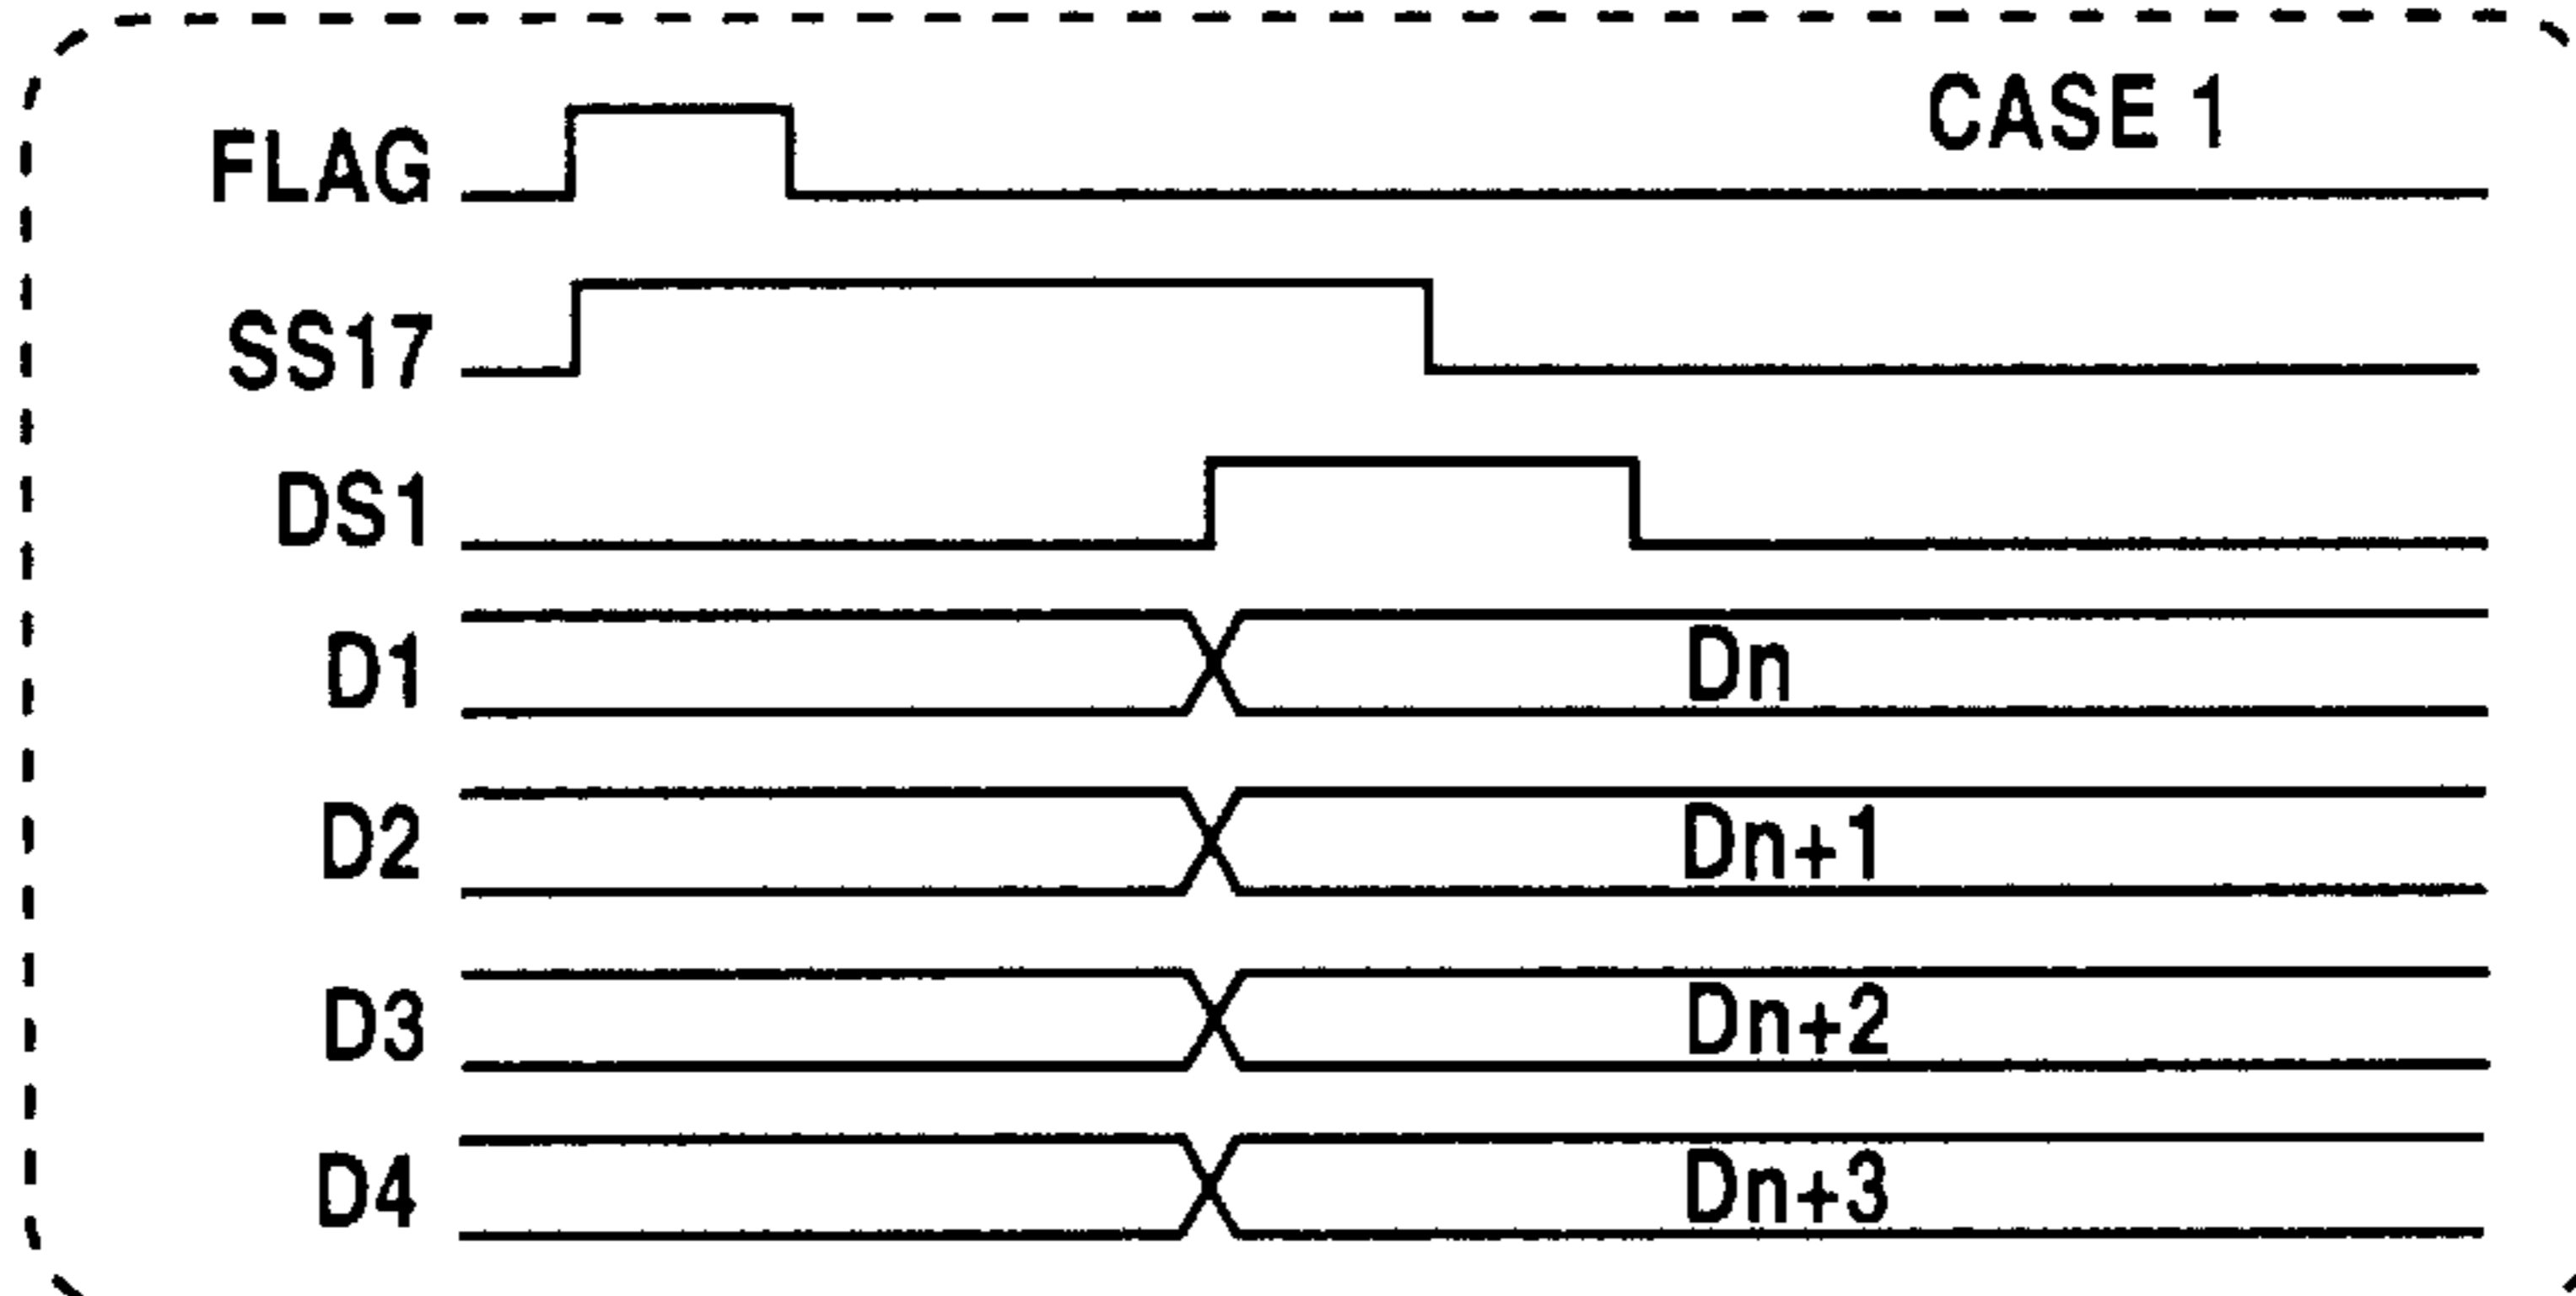 CASE 1
FLAG
SS17
DS1
D1 Dn
D2 Dn+1
D3 Dn+2
D4 Dn+3